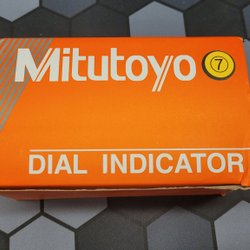 Mitutoyo ⑦
DIAL INDICATOR